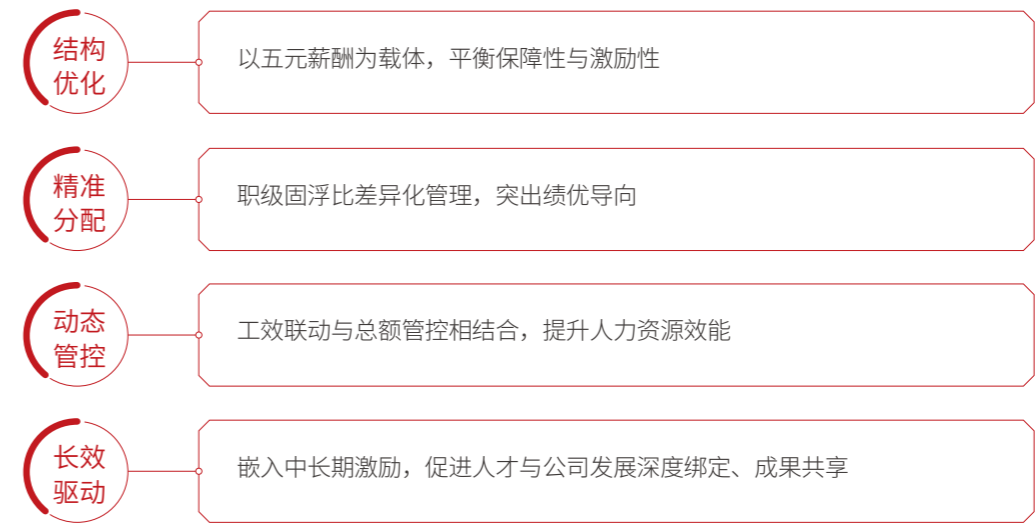 结构
优化
以五元薪酬为载体，平衡保障性与激励性
精准
分配
职级固浮比差异化管理，突出绩优导向
动态
管控
工效联动与总额管控相结合，提升人力资源效能
长效
驱动
嵌入中长期激励，促进人才与公司发展深度绑定、成果共享